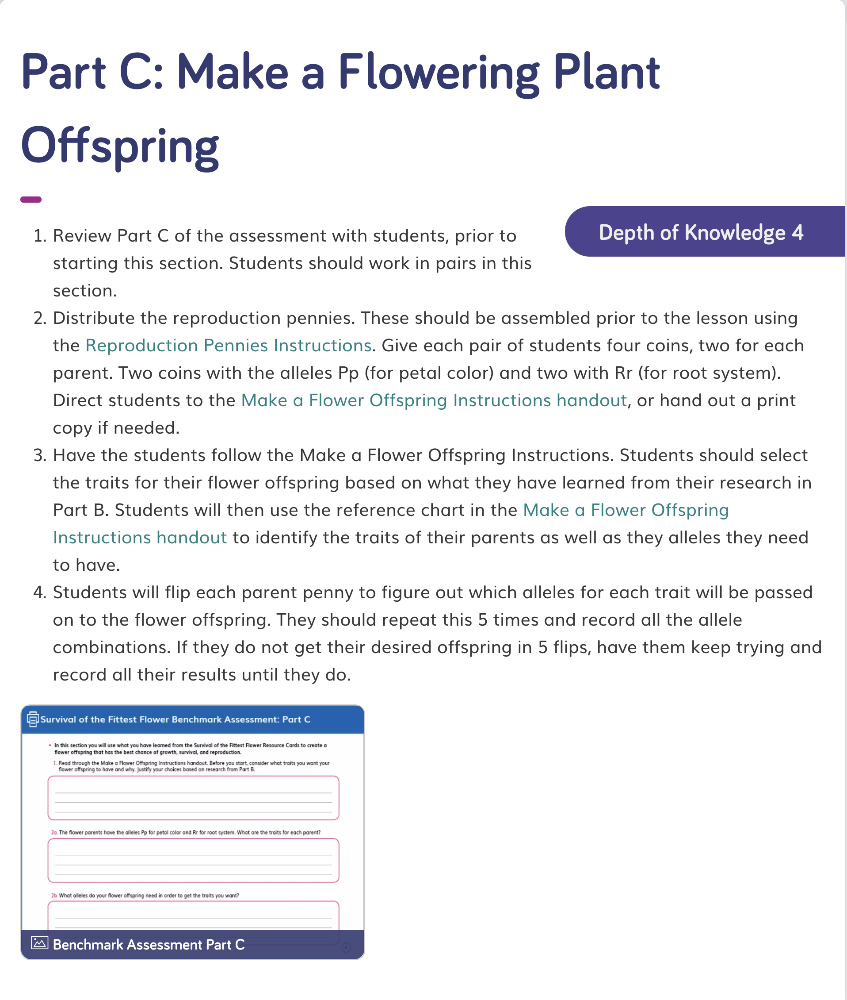 Part C: Make a Flowering Plant
Offspring
Depth of Knowledge 4
1. Review Part C of the assessment with students, prior to
starting this section. Students should work in pairs in this
section.
2. Distribute the reproduction pennies. These should be assembled prior to the lesson using
the Reproduction Pennies Instructions. Give each pair of students four coins, two for each
parent. Two coins with the alleles Pp (for petal color) and two with Rr (for root system).
Direct students to the Make a Flower Offspring Instructions handout, or hand out a print
copy if needed.
3. Have the students follow the Make a Flower Offspring Instructions. Students should select
the traits for their flower offspring based on what they have learned from their research in
Part B. Students will then use the reference chart in the Make a Flower Offspring
Instructions handout to identify the traits of their parents as well as they alleles they need
to have.
4. Students will flip each parent penny to figure out which alleles for each trait will be passed
on to the flower offspring. They should repeat this 5 times and record all the allele
combinations. If they do not get their desired offspring in 5 flips, have them keep trying and
record all their results until they do.
Survival of the Fittest Flower Benchmark Assessment: Part C
• In this section you will use what you have learned from the Survival of the Fittest Flower Resource Cards to create a
flower offspring that has the best chance of growth, survival, and reproduction.
1. Read through the Make a Flower Offspring Instructions handout. Before you start, consider what traits you want your
flower offspring to have and why. Justify your choices based on research from Part B.
2a. The flower parents have the alleles Pp for petal color and Rr for root system. What are the traits for each parent?
2b. What alleles do your flower offspring need in order to get the traits you want?
Benchmark Assessment Part C